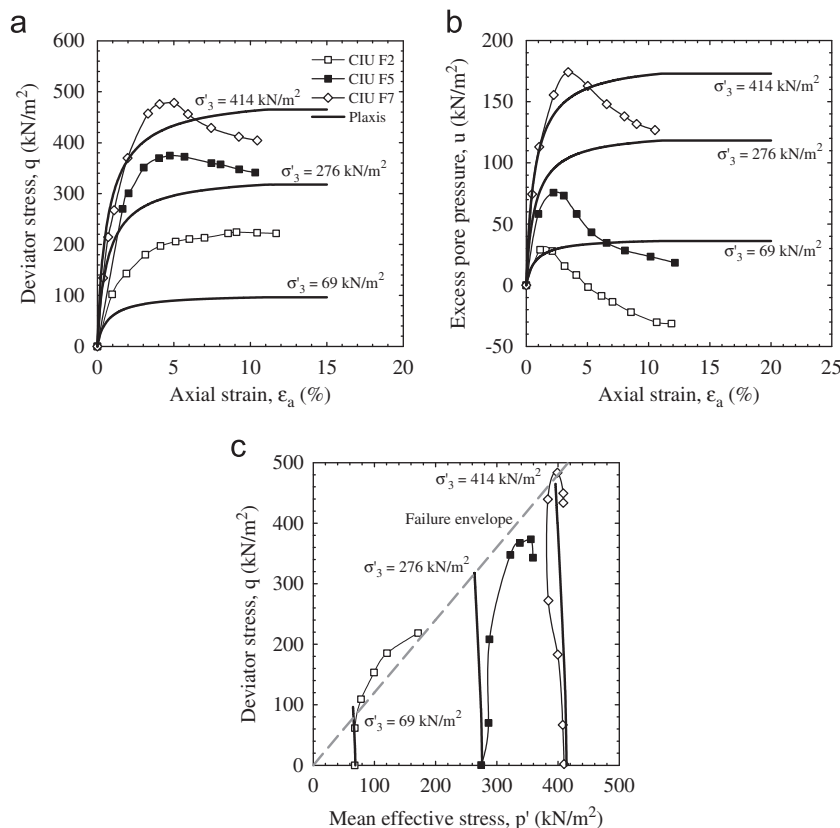 a
600
500
400
300
200
100
0
0 5 10 15 20
Deviator stress, q (kN/m²)
Axial strain, εa (%)
CIU F2
CIU F5
CIU F7
Plaxis
σ'3 = 414 kN/m²
σ'3 = 276 kN/m²
σ'3 = 69 kN/m²
b
200
150
100
50
0
-50
0 5 10 15 20 25
Excess pore pressure, u (kN/m²)
Axial strain, εa (%)
σ'3 = 414 kN/m²
σ'3 = 276 kN/m²
σ'3 = 69 kN/m²
c
500
400
300
200
100
0
0 100 200 300 400 500
Deviator stress, q (kN/m²)
Mean effective stress, p' (kN/m²)
σ'3 = 414 kN/m²
Failure envelope
σ'3 = 276 kN/m²
σ'3 = 69 kN/m²